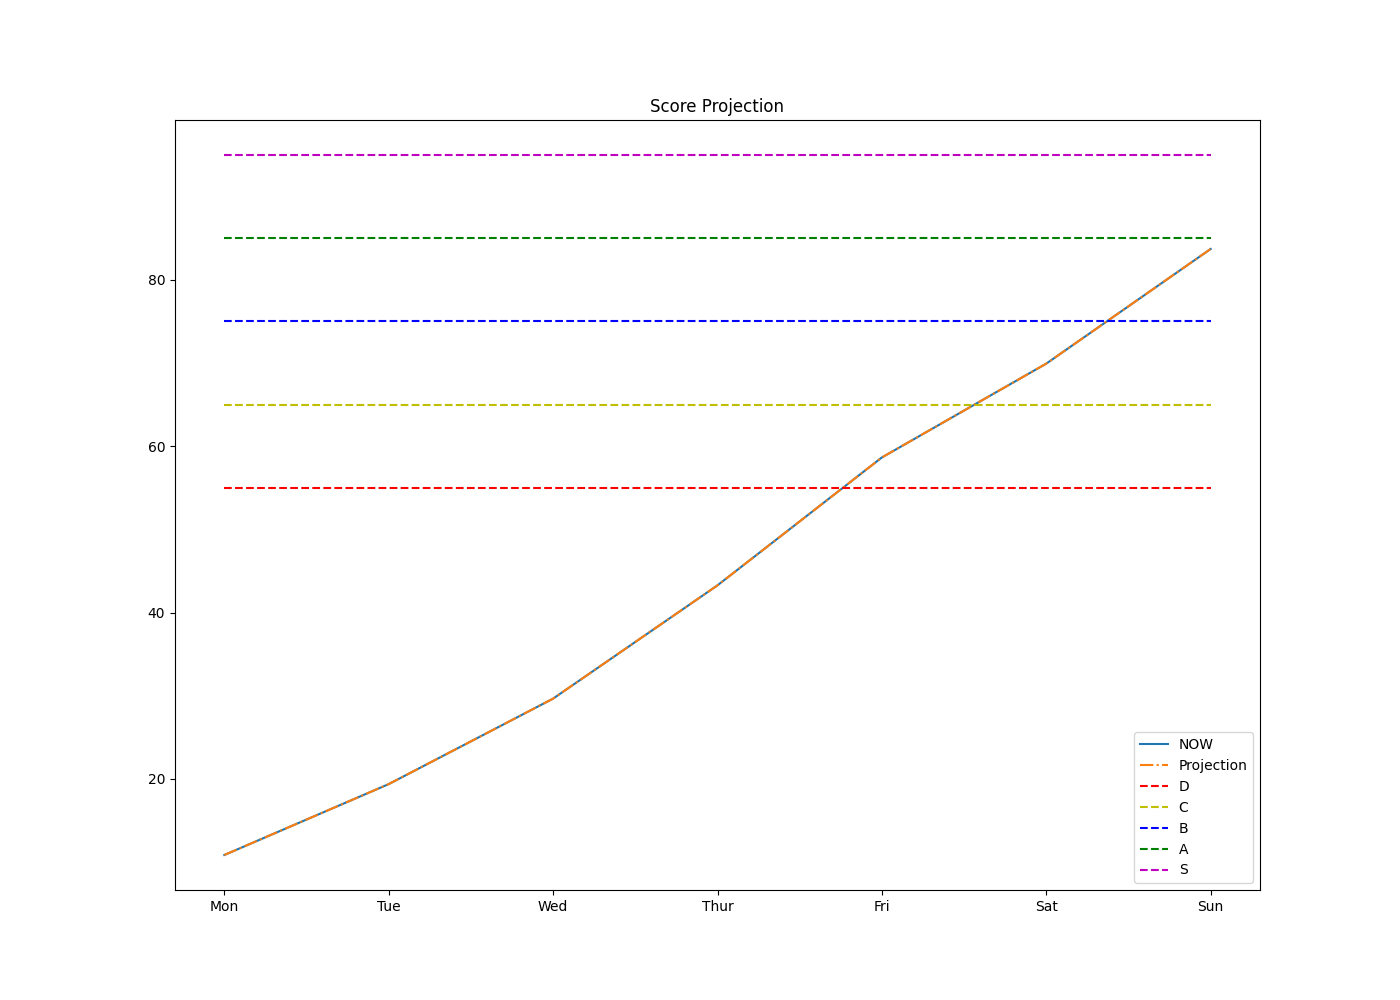 Score Projection
80
60
40
20
Mon Tue Wed Thur Fri Sat Sun
NOW
Projection
D
C
B
A
S